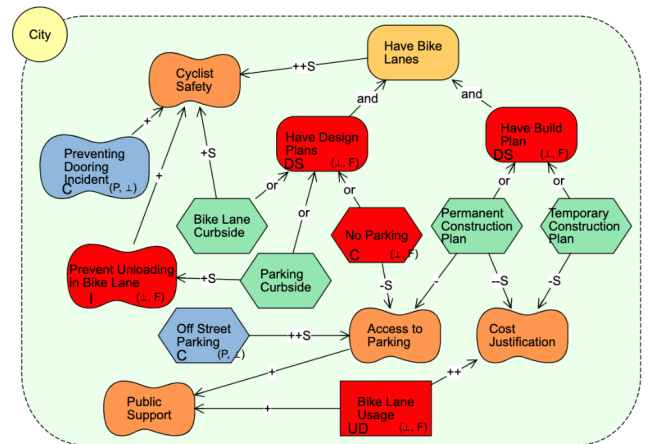 City
Have Bike
Lanes
++S
Cyclist
Safety
and
and
+
Have Design
Plans
DS
(⊥, F)
Have Build
Plan
DS
(⊥, F)
Preventing
Dooring
Incident
C
(P, ⊥)
+S
+
or
or
or
or
or
Bike Lane
Curbside
No Parking
C
(⊥, F)
Permanent
Construction
Plan
Temporary
Construction
Plan
Prevent Unloading
in Bike Lane
I
(⊥, F)
+S
Parking
Curbside
-S
-
--S
-S
Off Street
Parking
C
(P, ⊥)
++S
Access to
Parking
Cost
Justification
+
++
Public
Support
+
Bike Lane
Usage
UD
(⊥, F)